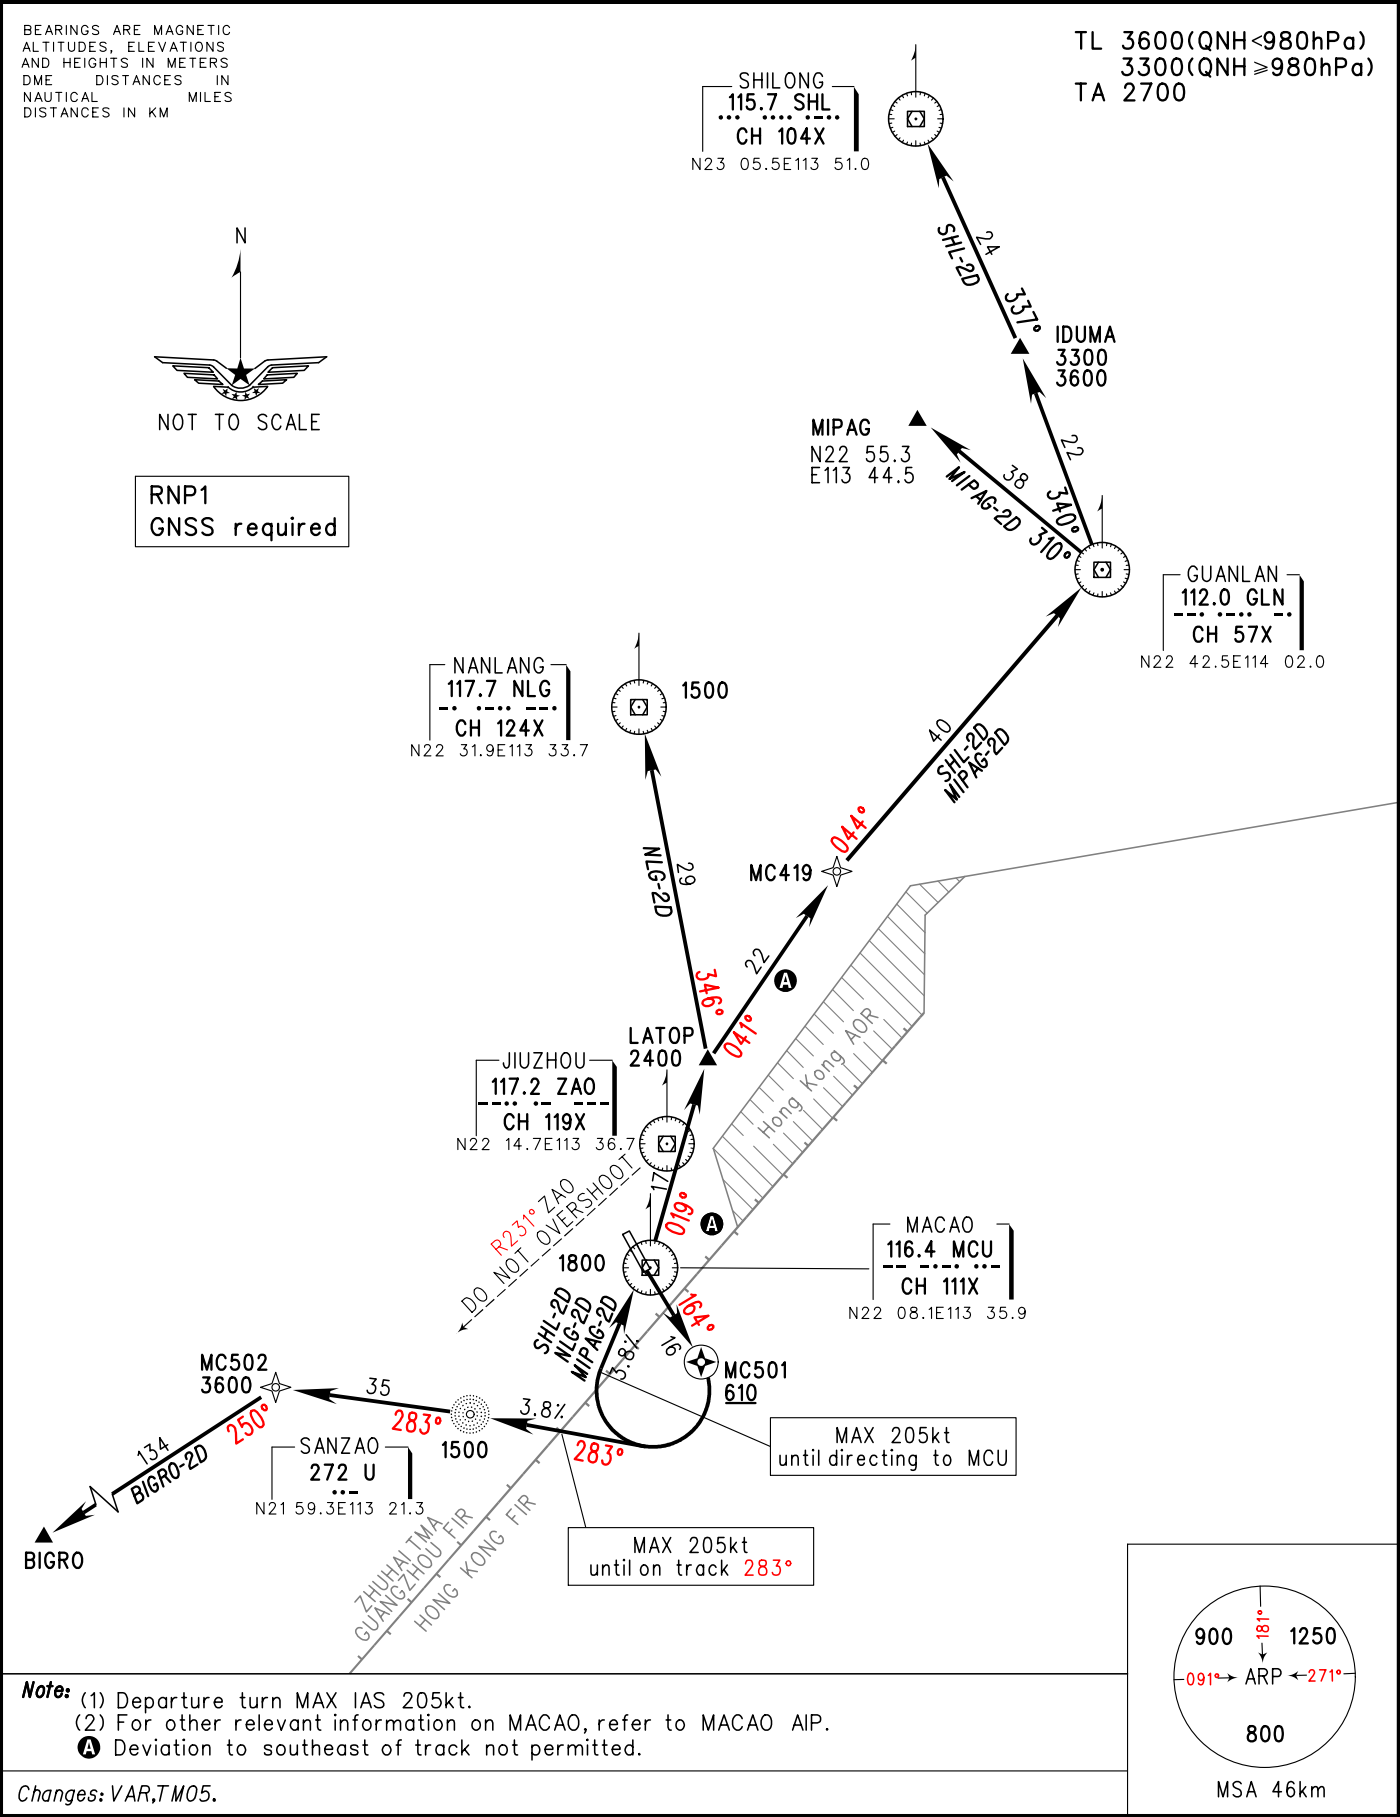 BEARINGS ARE MAGNETIC
ALTITUDES, ELEVATIONS
AND HEIGHTS IN METERS
DME DISTANCES IN
NAUTICAL MILES
DISTANCES IN KM
TL 3600(QNH<980hPa)
3300(QNH≥980hPa)
TA 2700
SHILONG
115.7 SHL
CH 104X
N23 05.5E113 51.0
N
NOT TO SCALE
RNP1
GNSS required
24
SHL-2D
337°
IDUMA
3300
3600
MIPAG
N22 55.3
E113 44.5
22
340°
38
MIPAG-2D 310°
GUANLAN
112.0 GLN
CH 57X
N22 42.5E114 02.0
NANLANG
117.7 NLG
CH 124X
N22 31.9E113 33.7
1500
40
SHL-2D
MIPAG-2D
044°
MC419
29
NLG-2D
346°
22
A
041°
LATOP
2400
Hong Kong AOR
JIUZHOU
117.2 ZAO
CH 119X
N22 14.7E113 36.7
R231° ZAO
DO NOT OVERSHOOT
17
019°
A
1800
MACAO
116.4 MCU
CH 111X
N22 08.1E113 35.9
SHL-2D
NLG-2D
MIPAG-2D
3.8%
164°
16
MC501
610
MC502
3600
35
283°
250°
134
BIGRO-2D
BIGRO
SANZAO
272 U
N21 59.3E113 21.3
1500
3.8%
283°
MAX 205kt
until directing to MCU
MAX 205kt
until on track 283°
ZHUHAI TMA
GUANGZHOU FIR
HONG KONG FIR
900
181°
1250
091°
ARP
271°
800
MSA 46km
Note: (1) Departure turn MAX IAS 205kt.
(2) For other relevant information on MACAO, refer to MACAO AIP.
A Deviation to southeast of track not permitted.
Changes: VAR,TM05.